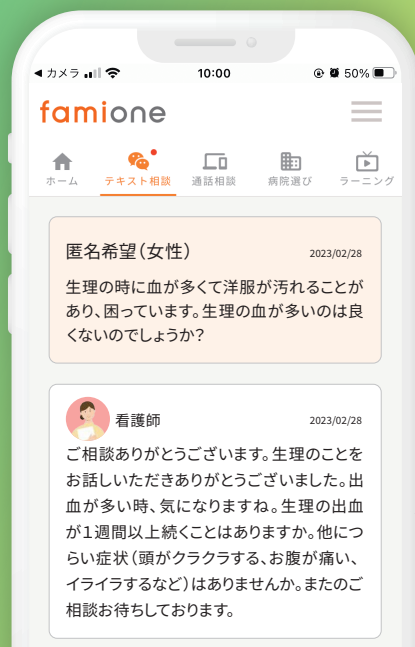 カメラ 10:00 50%
famione
ホーム テキスト相談 通話相談 病院選び ラーニング
匿名希望(女性) 2023/02/28
生理の時に血が多くて洋服が汚れることが
あり、困っています。生理の血が多いのは良
くないのでしょうか?
看護師 2023/02/28
ご相談ありがとうございます。生理のことを
お話しいただきありがとうございました。出
血が多い時、気になりますね。生理の出血
が1週間以上続くことはありますか。他につ
らい症状(頭がクラクラする、お腹が痛い、
イライラするなど)はありませんか。またのご
相談お待ちしております。